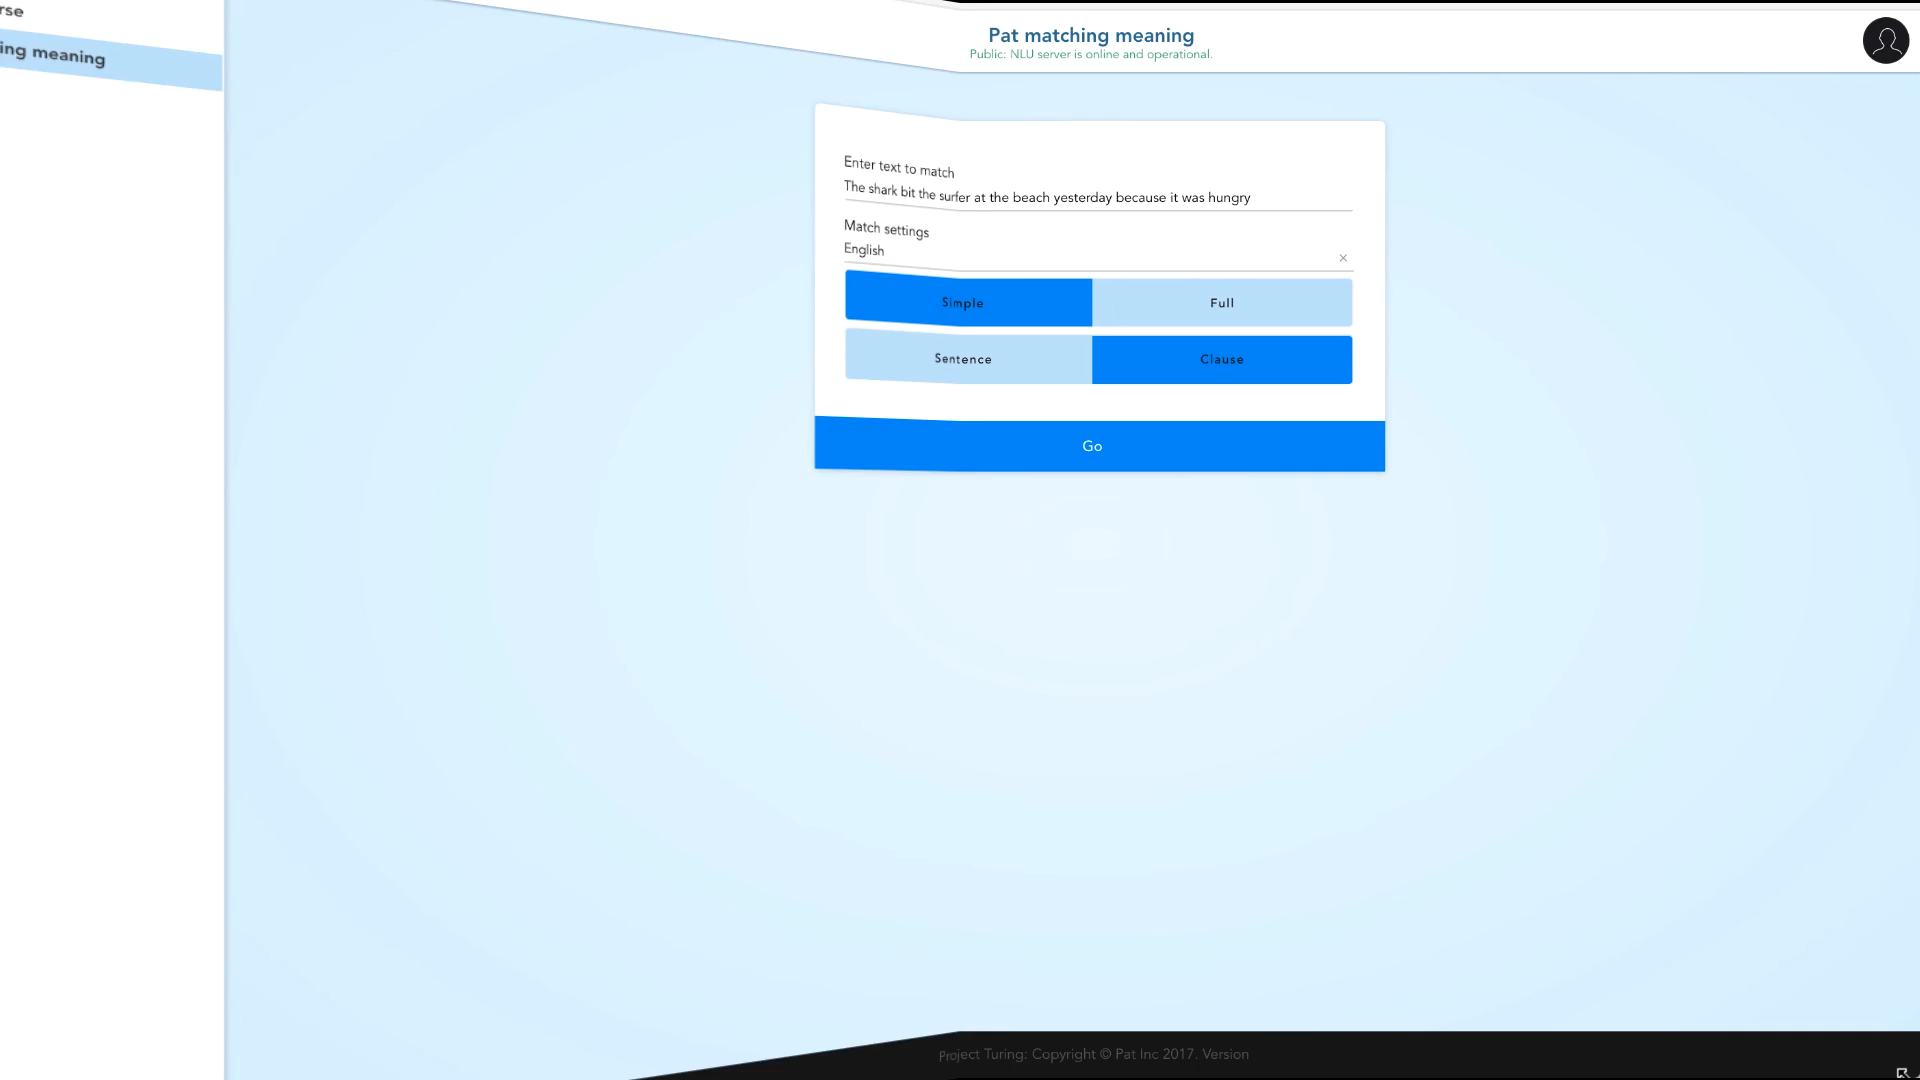 rse
ing meaning
Pat matching meaning
Public: NLU server is online and operational.
Enter text to match
The shark bit the surfer at the beach yesterday because it was hungry
Match settings
English
×
Simple Full
Sentence Clause
Go
Project Turing: Copyright © Pat Inc 2017. Version